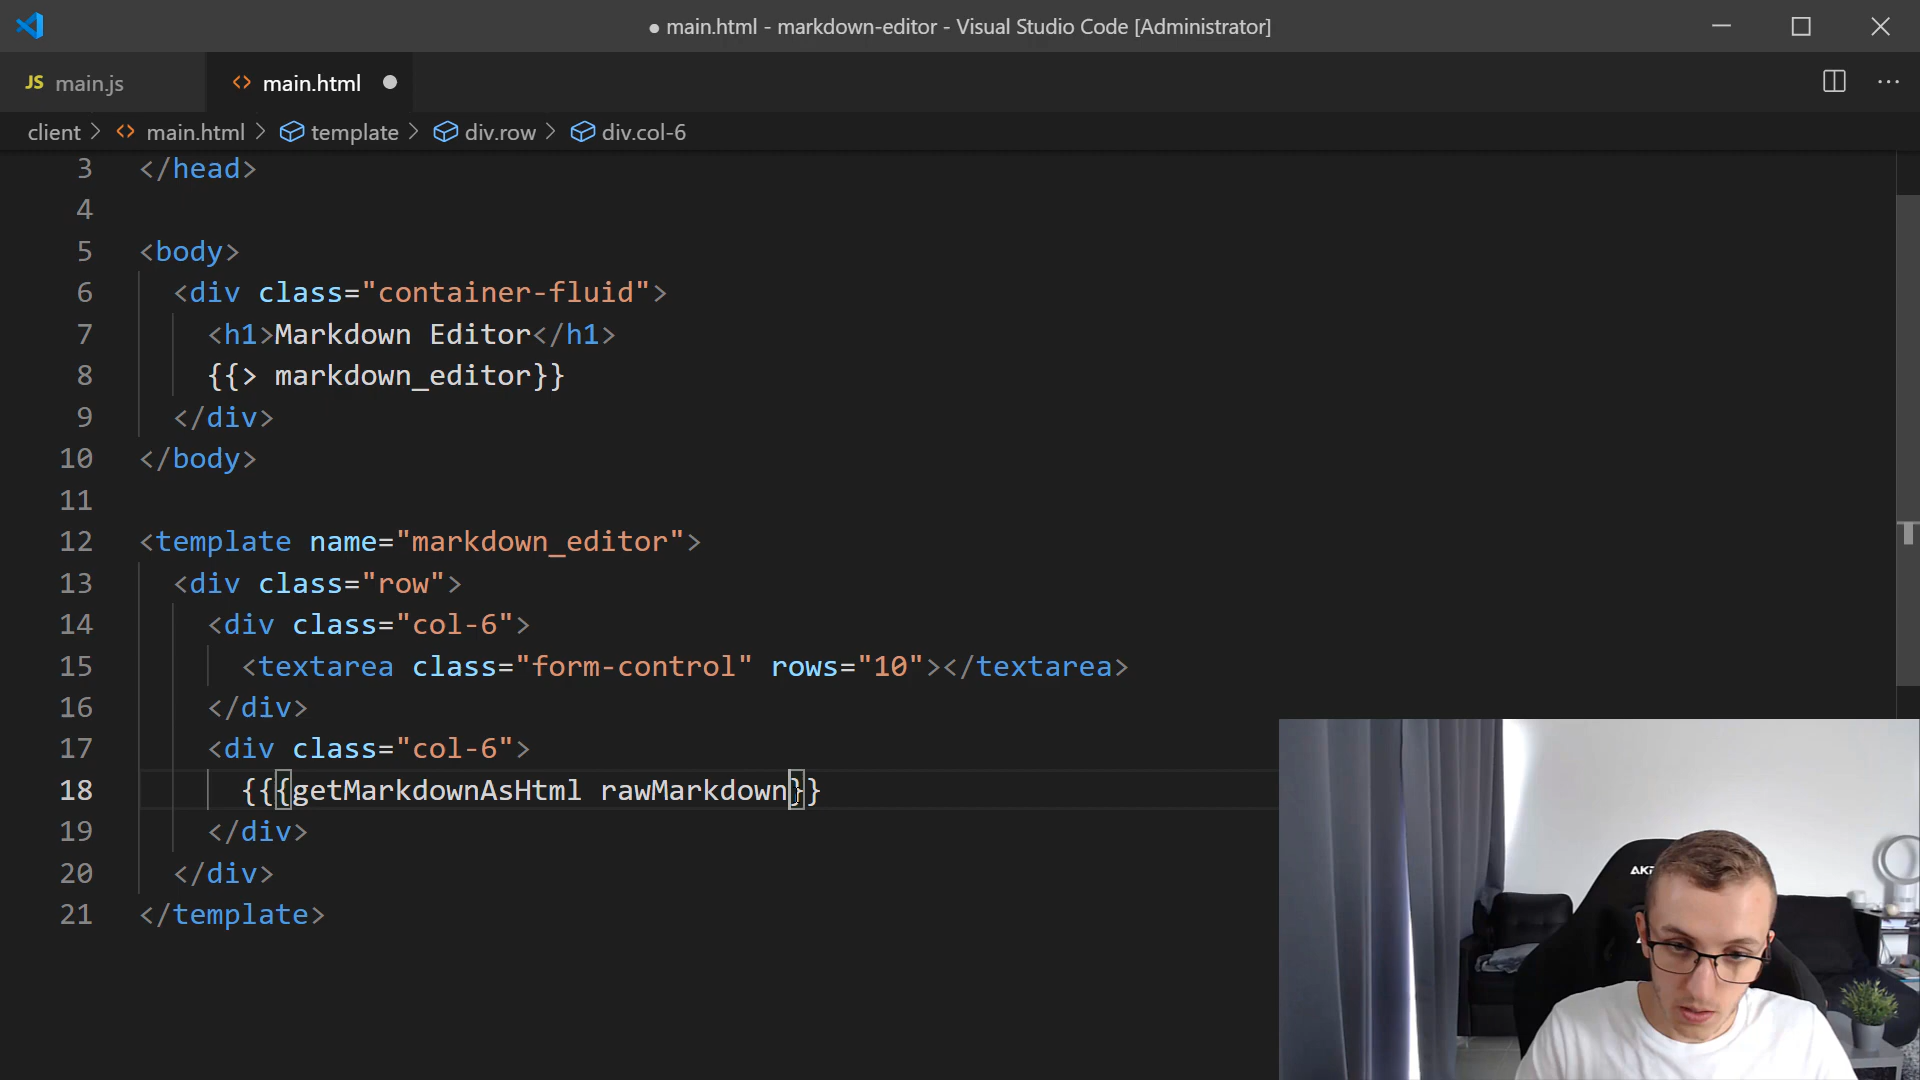 ● main.html - markdown-editor - Visual Studio Code [Administrator]
JS main.js <> main.html ●
client > <> main.html > template > div.row > div.col-6
3 </head>
4
5 <body>
6 <div class="container-fluid">
7 <h1>Markdown Editor</h1>
8 {{> markdown_editor}}
9 </div>
10 </body>
11
12 <template name="markdown_editor">
13 <div class="row">
14 <div class="col-6">
15 <textarea class="form-control" rows="10"></textarea>
16 </div>
17 <div class="col-6">
18 {{{getMarkdownAsHtml rawMarkdown}}
19 </div>
20 </div>
21 </template>